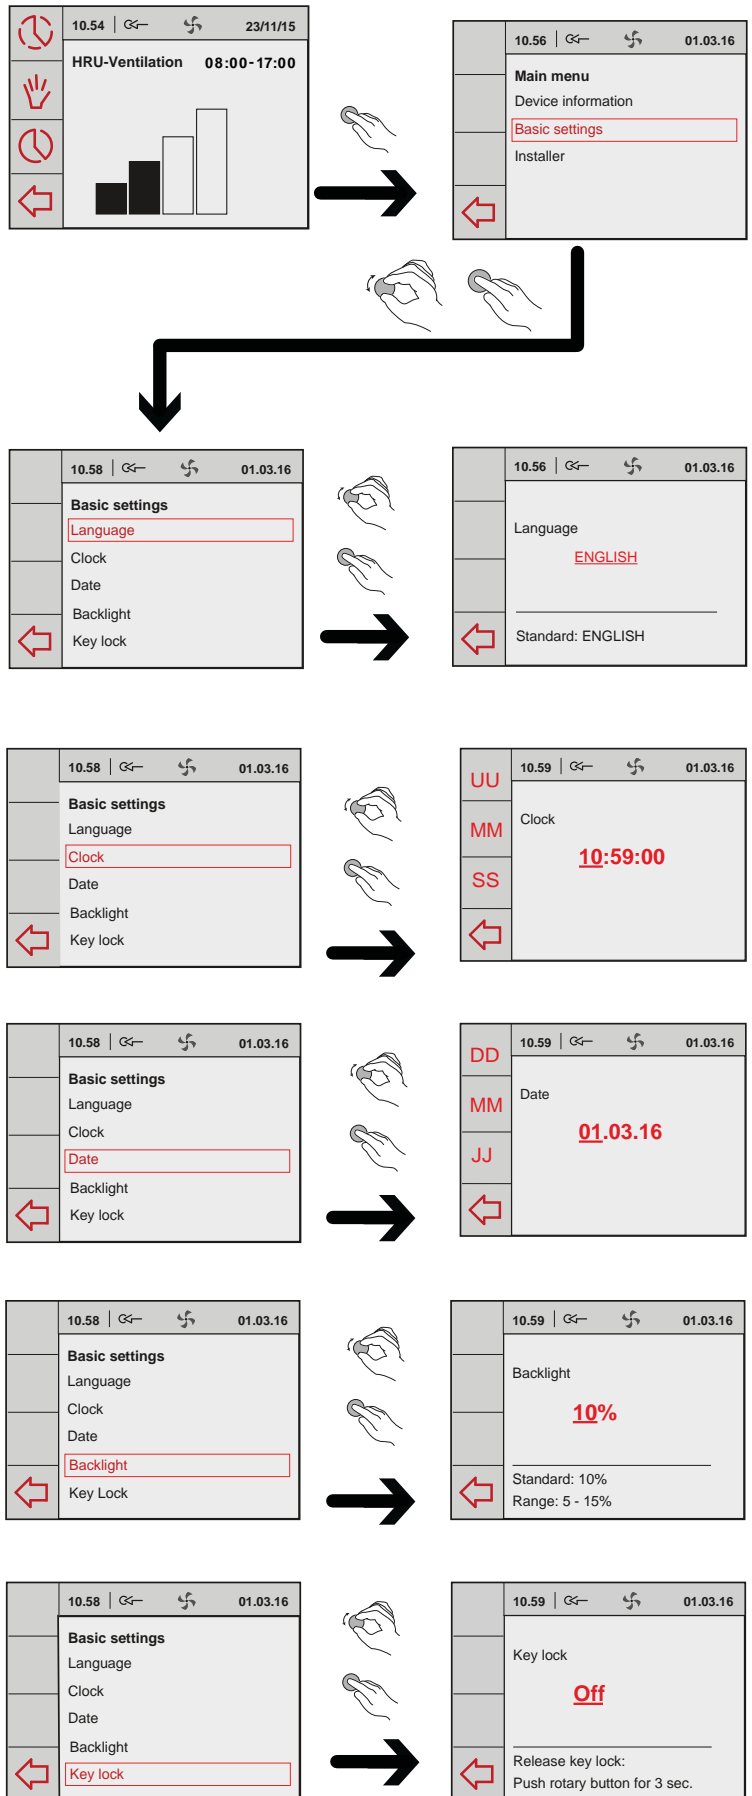 10.54 23/11/15
HRU-Ventilation 08:00-17:00
10.56 01.03.16
Main menu
Device information
Basic settings
Installer
10.58 01.03.16
Basic settings
Language
Clock
Date
Backlight
Key lock
10.56 01.03.16
Language
ENGLISH
Standard: ENGLISH
10.58 01.03.16
Basic settings
Language
Clock
Date
Backlight
Key lock
UU
MM
SS
10.59 01.03.16
Clock
10:59:00
10.58 01.03.16
Basic settings
Language
Clock
Date
Backlight
Key lock
DD
MM
JJ
10.59 01.03.16
Date
01.03.16
10.58 01.03.16
Basic settings
Language
Clock
Date
Backlight
Key Lock
10.59 01.03.16
Backlight
10%
Standard: 10%
Range: 5 - 15%
10.58 01.03.16
Basic settings
Language
Clock
Date
Backlight
Key lock
10.59 01.03.16
Key lock
Off
Release key lock:
Push rotary button for 3 sec.